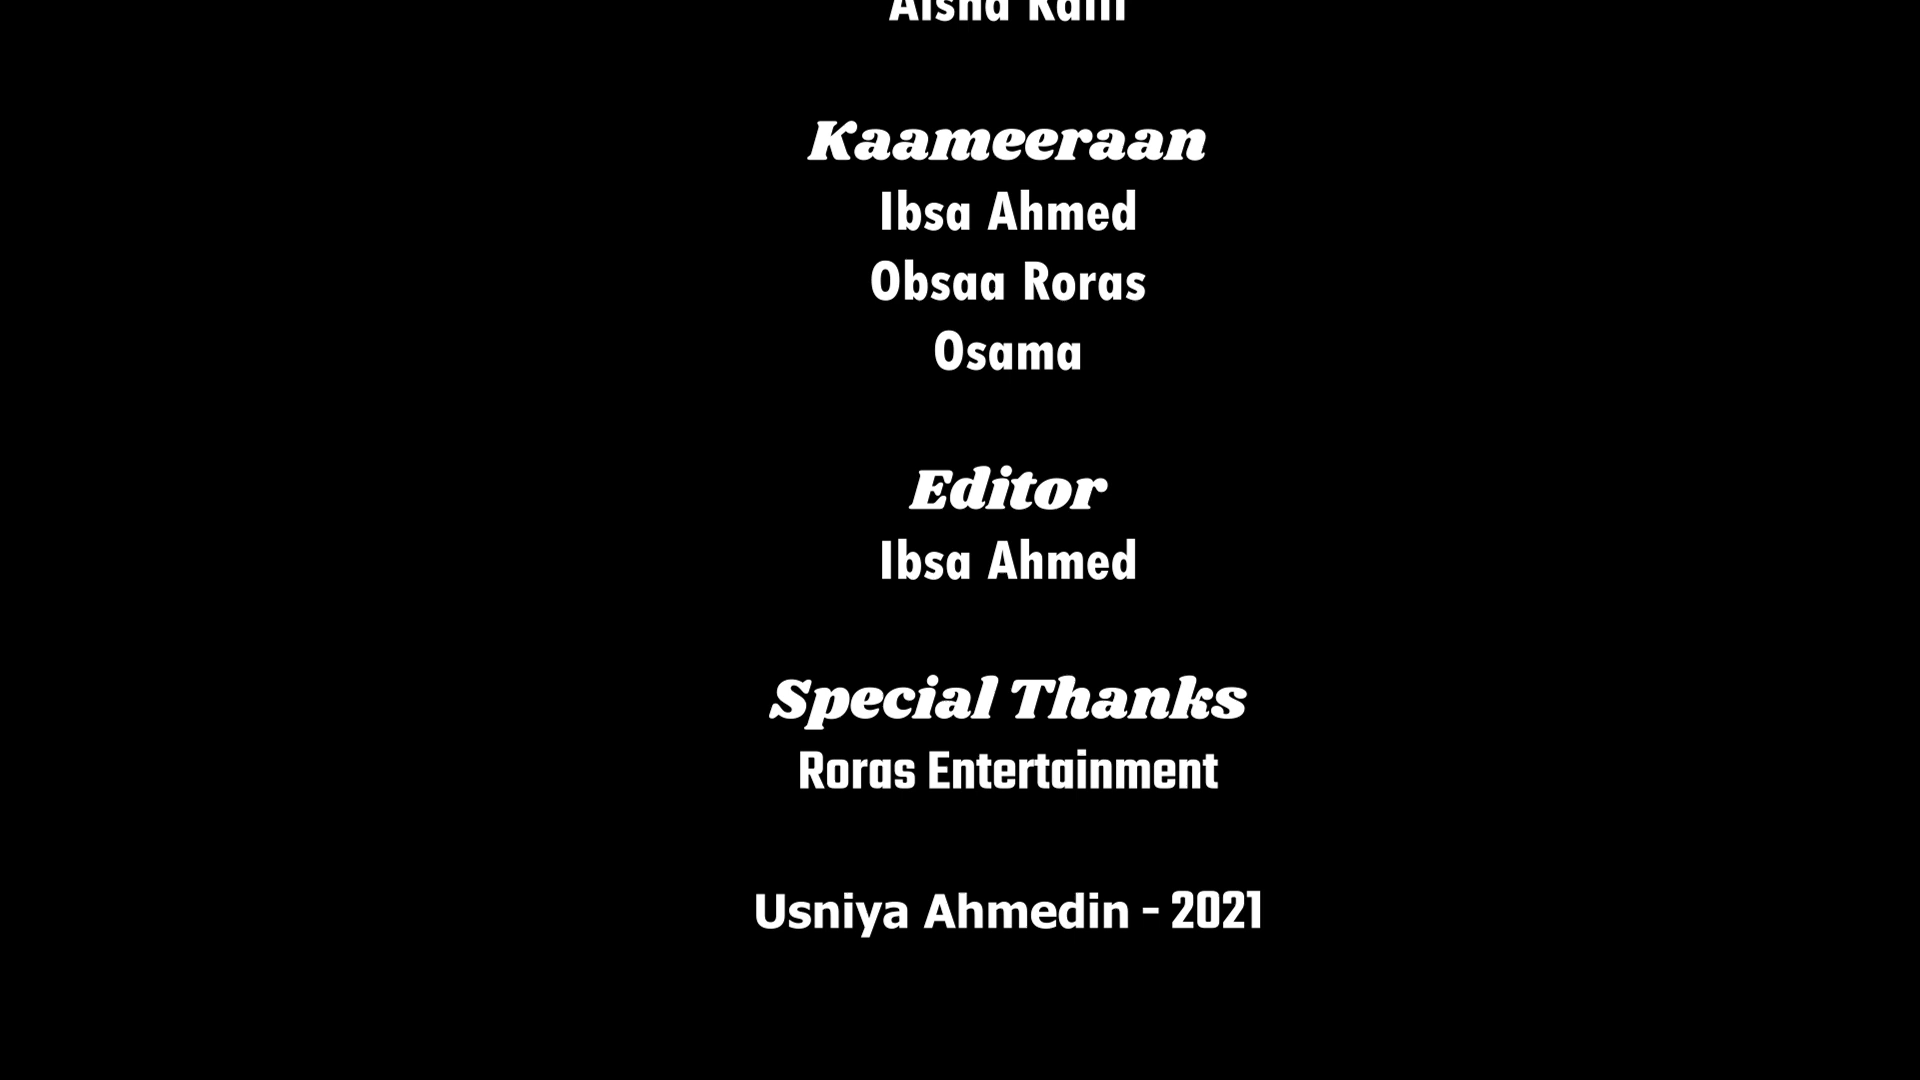 Kaameeraan
Ibsa Ahmed
Obsaa Roras
Osama
Editor
Ibsa Ahmed
Special Thanks
Roras Entertainment
Usniya Ahmedin - 2021